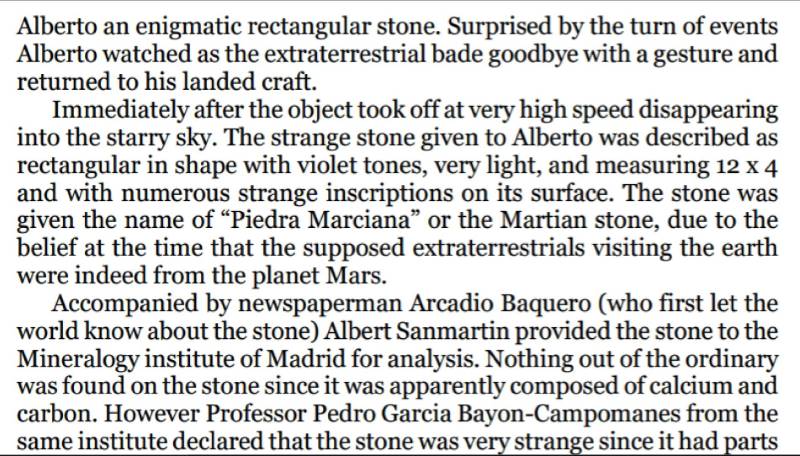 Alberto an enigmatic rectangular stone. Surprised by the turn of events
Alberto watched as the extraterrestrial bade goodbye with a gesture and
returned to his landed craft.
Immediately after the object took off at very high speed disappearing
into the starry sky. The strange stone given to Alberto was described as
rectangular in shape with violet tones, very light, and measuring 12 x 4
and with numerous strange inscriptions on its surface. The stone was
given the name of “Piedra Marciana” or the Martian stone, due to the
belief at the time that the supposed extraterrestrials visiting the earth
were indeed from the planet Mars.
Accompanied by newspaperman Arcadio Baquero (who first let the
world know about the stone) Albert Sanmartin provided the stone to the
Mineralogy institute of Madrid for analysis. Nothing out of the ordinary
was found on the stone since it was apparently composed of calcium and
carbon. However Professor Pedro Garcia Bayon-Campomanes from the
same institute declared that the stone was very strange since it had parts